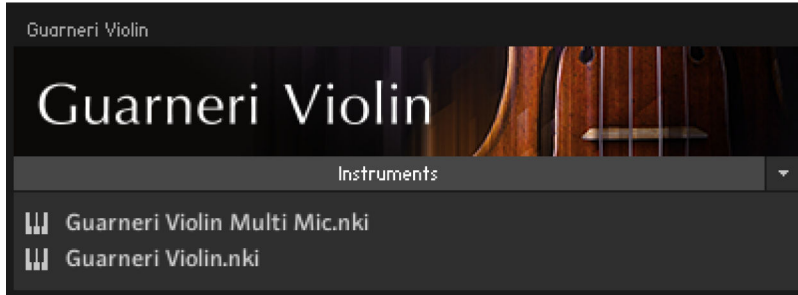 Guarneri Violin
Guarneri Violin
Instruments
Guarneri Violin Multi Mic.nki
Guarneri Violin.nki